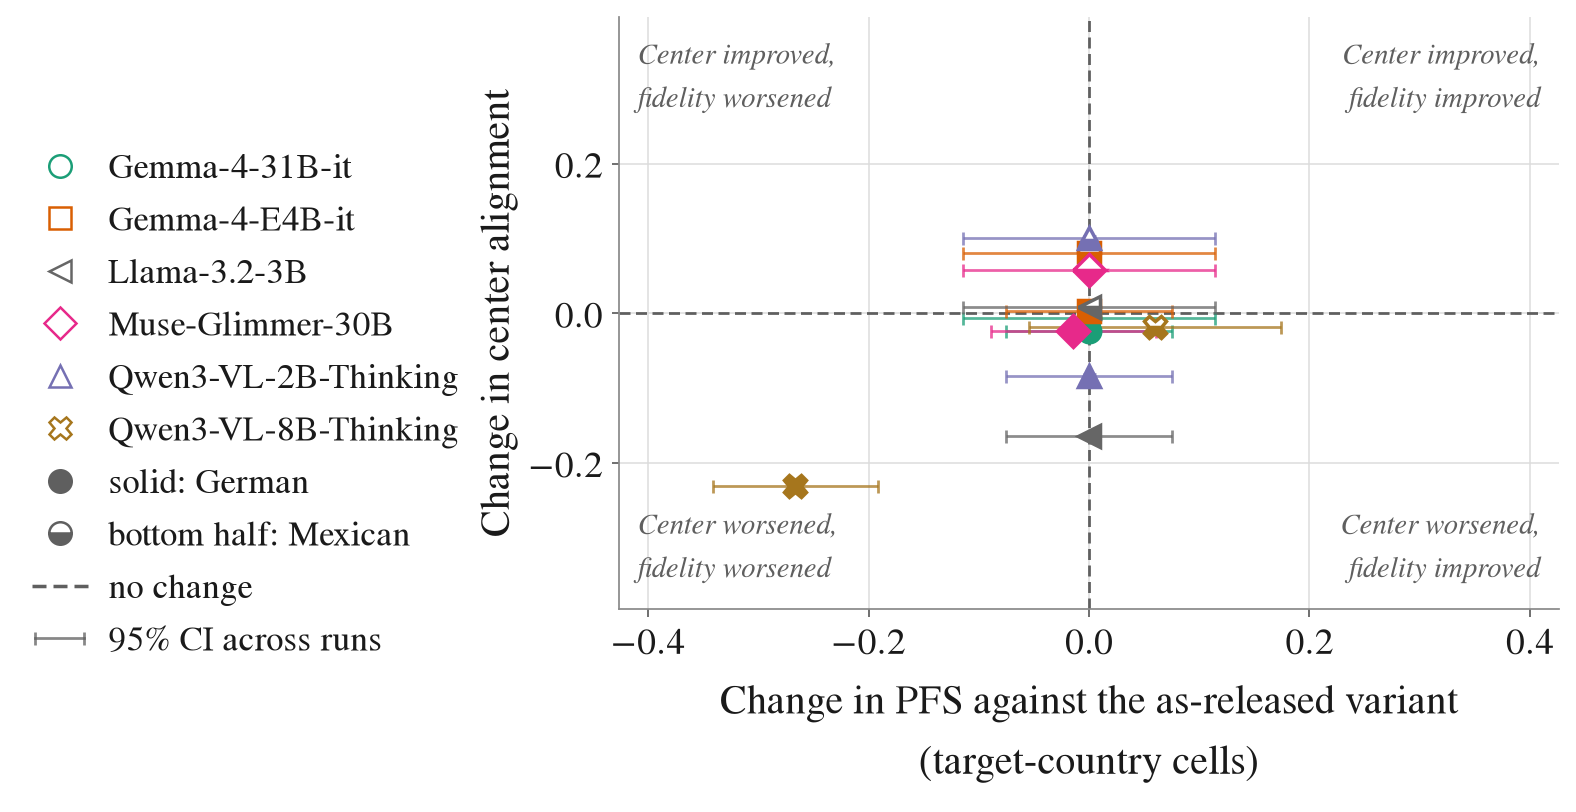 Gemma-4-31B-it
Gemma-4-E4B-it
Llama-3.2-3B
Muse-Glimmer-30B
Qwen3-VL-2B-Thinking
Qwen3-VL-8B-Thinking
solid: German
bottom half: Mexican
no change
95% CI across runs
Change in center alignment
0.2
0.0
−0.2
Center improved,
fidelity worsened
Center improved,
fidelity improved
Center worsened,
fidelity worsened
Center worsened,
fidelity improved
−0.4 −0.2 0.0 0.2 0.4
Change in PFS against the as-released variant
(target-country cells)